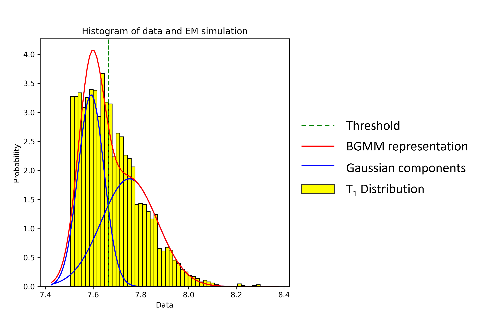 Histogram of data and EM simulation
4.0
3.5
3.0
2.5
2.0
1.5
1.0
0.5
0.0
Probability
7.4 7.6 7.8 8.0 8.2 8.4
Data
Threshold
BGMM representation
Gaussian components
T₁ Distribution